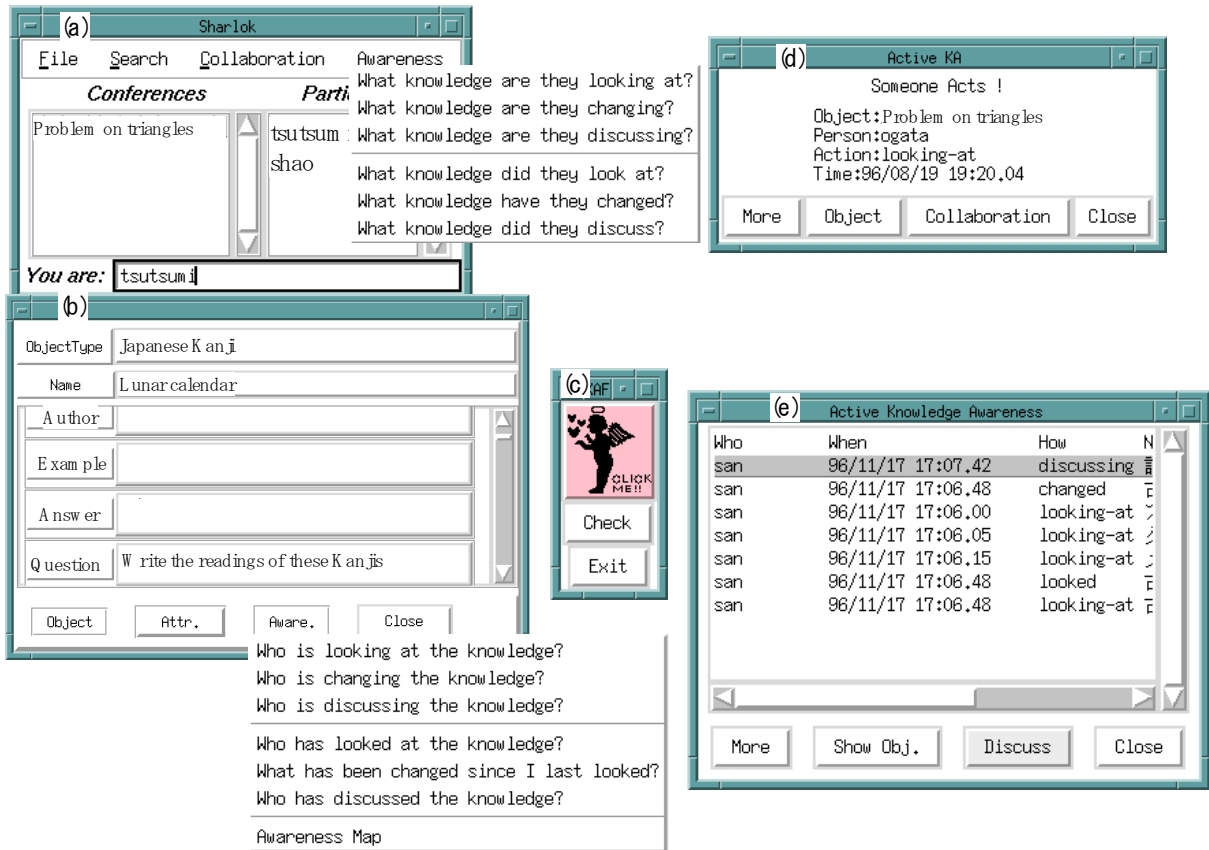 (a)
Sharlok
File Search Collaboration Awareness
Conferences
Problem on triangles
tsutsum
shao
What knowledge are they looking at?
What knowledge are they changing?
What knowledge are they discussing?
What knowledge did they look at?
What knowledge have they changed?
What knowledge did they discuss?
You are: tsutsumi
(b)
ObjectType Japanese Kanji
Name Lunar calendar
Author
Example
Answer
Question Write the readings of these Kanjis
Object Attr. Aware. Close
Who is looking at the knowledge?
Who is changing the knowledge?
Who is discussing the knowledge?
Who has looked at the knowledge?
What has been changed since I last looked?
Who has discussed the knowledge?
Awareness Map
(c)
CLICK
ME!!
Check
Exit
(d)
Active KA
Someone Acts !
Object:Problem on triangles
Person:ogata
Action:looking-at
Time:96/08/19 19:20.04
More Object Collaboration Close
(e)
Active Knowledge Awareness
Who When How N
san 96/11/17 17:07.42 discussing
san 96/11/17 17:06.48 changed
san 96/11/17 17:06.00 looking-at
san 96/11/17 17:06.05 looking-at
san 96/11/17 17:06.15 looking-at
san 96/11/17 17:06.48 looked
san 96/11/17 17:06.48 looking-at
More Show Obj. Discuss Close